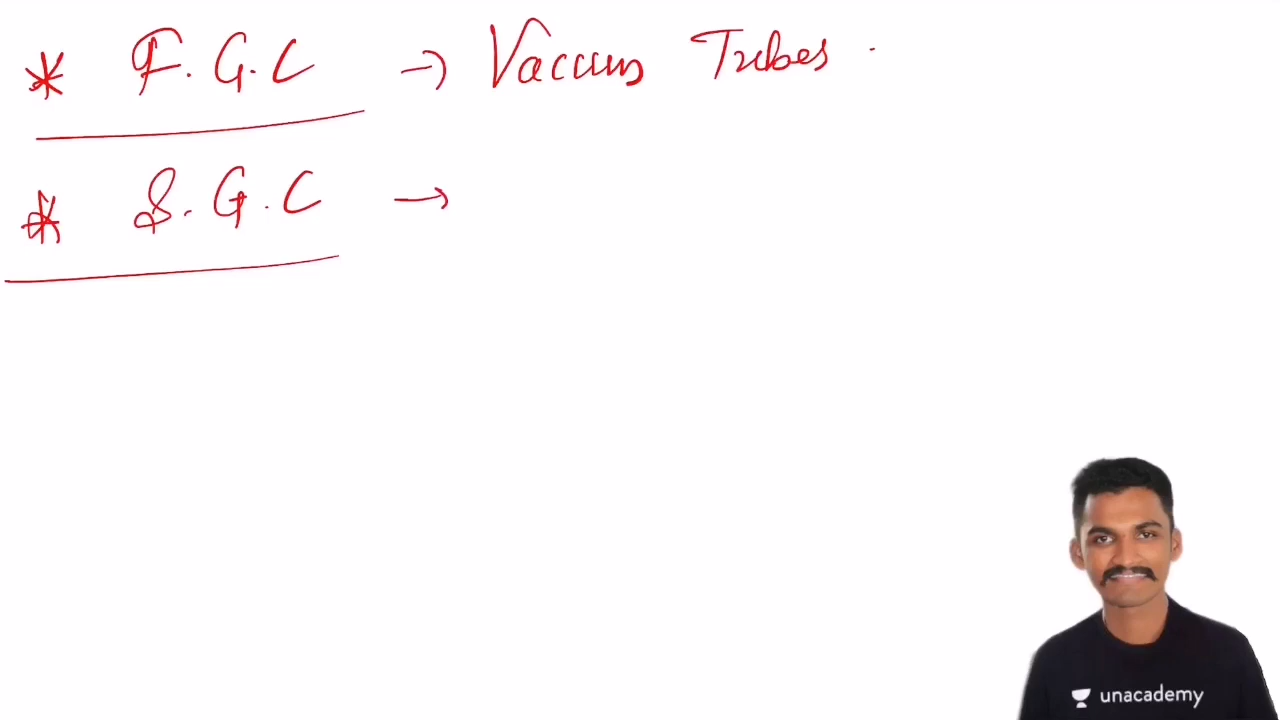 * F.G.C → Vaccum Tubes .
* S.G.C →
unacademy